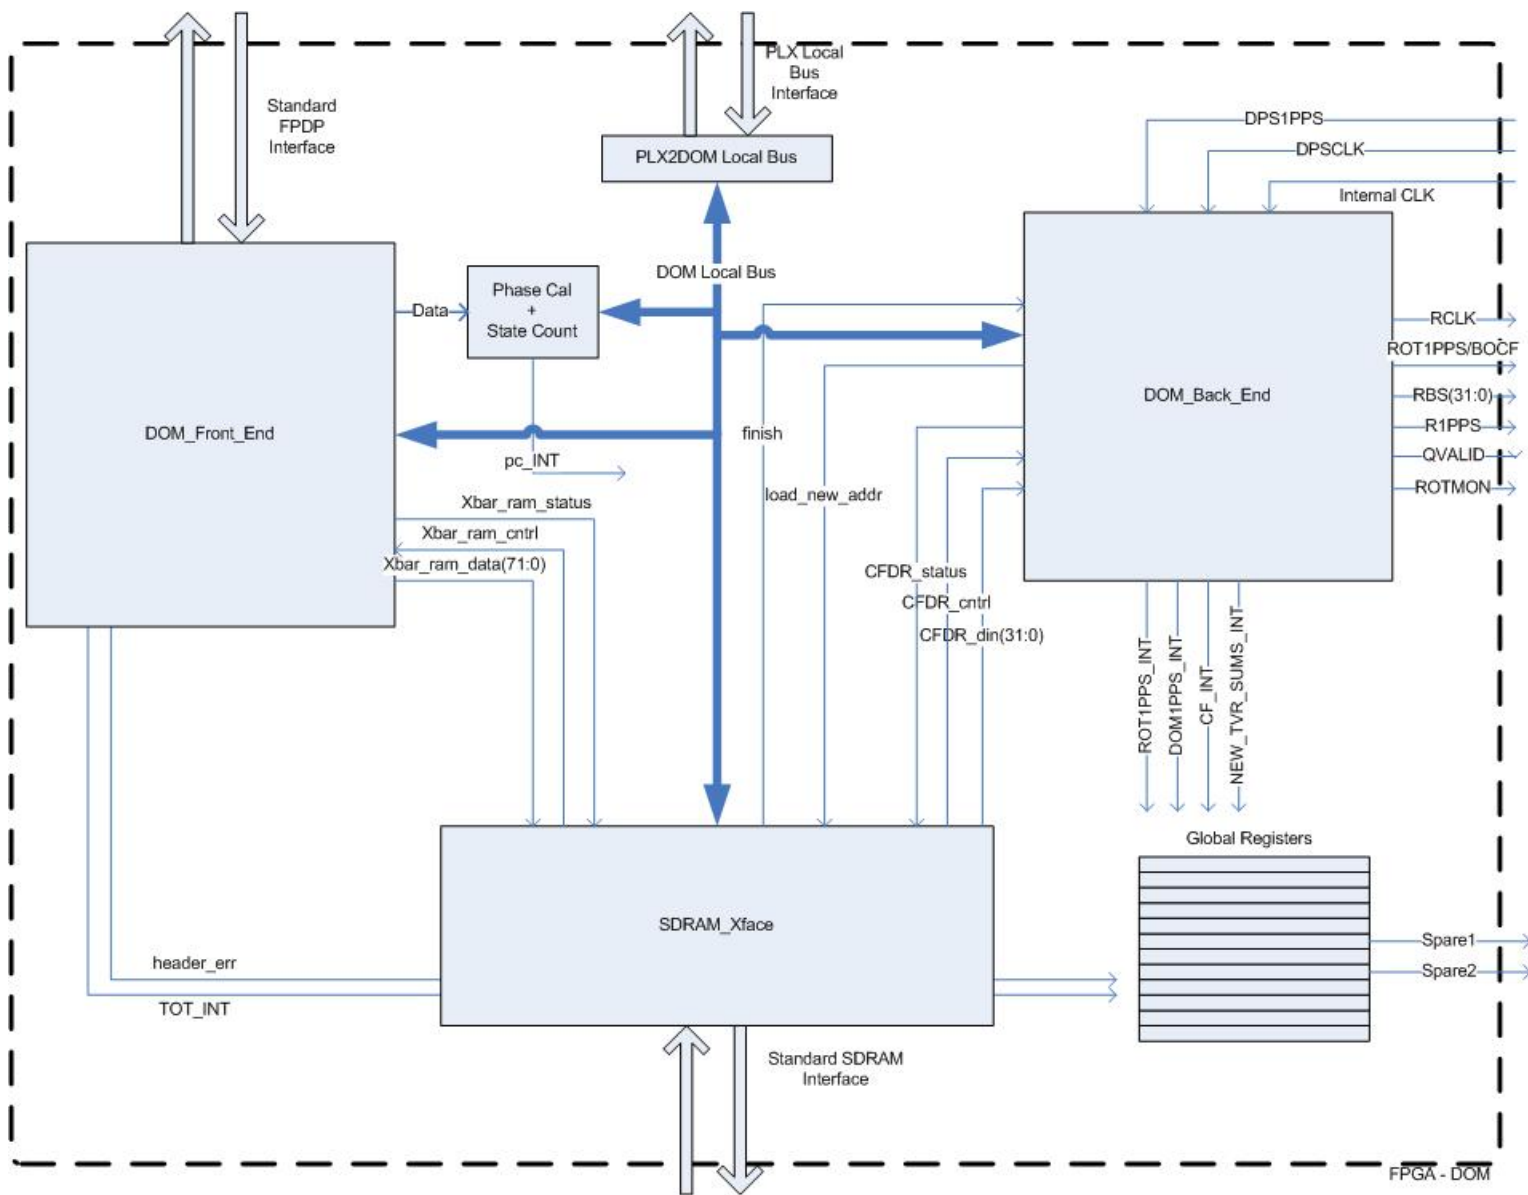 PLX Local
Bus
Interface
Standard
FPDP
Interface
DPS1PPS
DPSCLK
PLX2DOM Local Bus
Internal CLK
DOM Local Bus
Phase Cal
+
State Count
Data
RCLK
ROT1PPS/BOCF
DOM_Front_End
DOM_Back_End
RBS(31:0)
finish
R1PPS
pc_INT
QVALID
load_new_addr
ROTMON
Xbar_ram_status
Xbar_ram_cntrl
Xbar_ram_data(71:0)
CFDR_status
CFDR_cntrl
CFDR_din(31:0)
ROT1PPS_INT
DOM1PPS_INT
CF_INT
NEW_TVR_SUMS_INT
Global Registers
SDRAM_Xface
Spare1
header_err
Spare2
TOT_INT
Standard SDRAM
Interface
FPGA - DOM